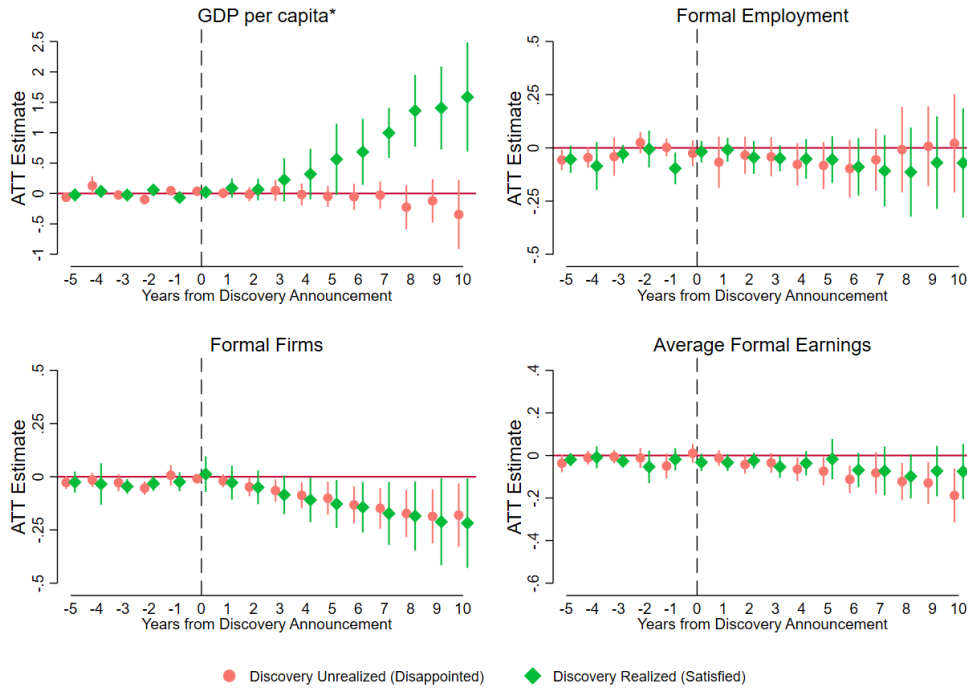 GDP per capita*
ATT Estimate
2.5
2
1.5
1
.5
0
-.5
-1
-5 -4 -3 -2 -1 0 1 2 3 4 5 6 7 8 9 10
Years from Discovery Announcement
Formal Employment
ATT Estimate
.5
.25
0
-.25
-.5
-5 -4 -3 -2 -1 0 1 2 3 4 5 6 7 8 9 10
Years from Discovery Announcement
Formal Firms
ATT Estimate
.5
.25
0
-.25
-.5
-5 -4 -3 -2 -1 0 1 2 3 4 5 6 7 8 9 10
Years from Discovery Announcement
Average Formal Earnings
ATT Estimate
.4
.2
0
-.2
-.4
-.6
-5 -4 -3 -2 -1 0 1 2 3 4 5 6 7 8 9 10
Years from Discovery Announcement
Discovery Unrealized (Disappointed)
Discovery Realized (Satisfied)